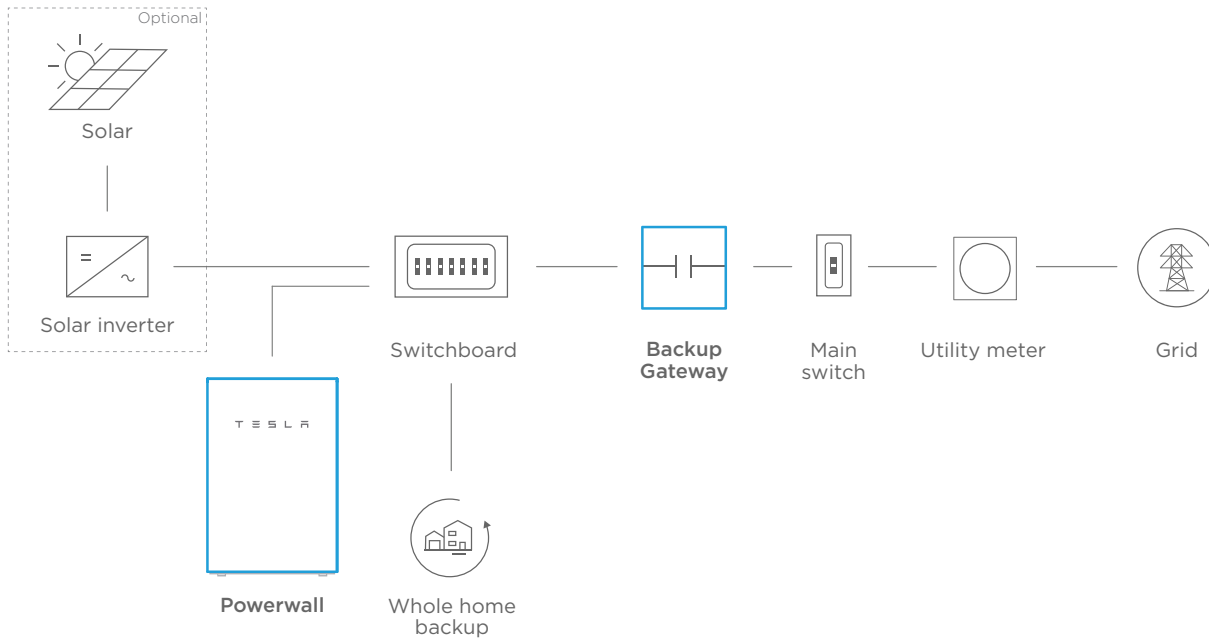 Optional
Solar
Solar inverter
Switchboard
Backup
Gateway
Main
switch
Utility meter
Grid
TESLA
Powerwall
Whole home
backup